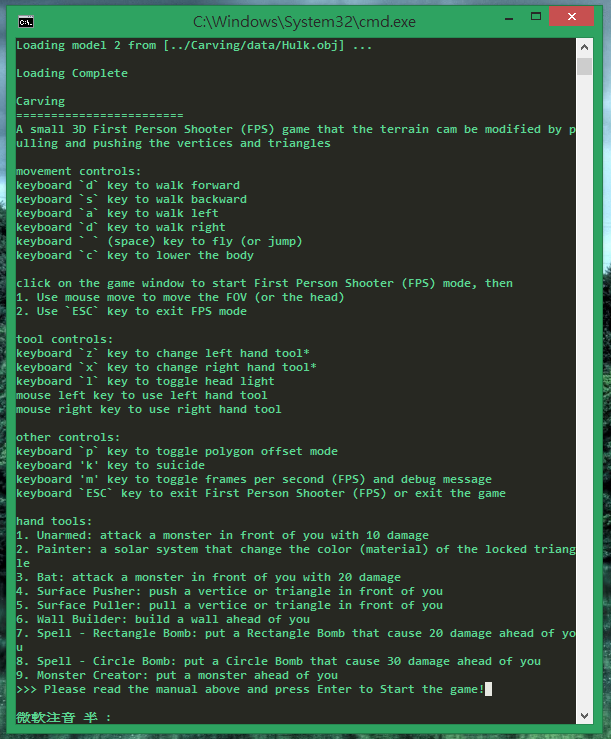 C:\Windows\System32\cmd.exe
Loading model 2 from [../Carving/data/Hulk.obj] ...
Loading Complete
Carving
========================
A small 3D First Person Shooter (FPS) game that the terrain cam be modified by p
ulling and pushing the vertices and triangles
movement controls:
keyboard `d` key to walk forward
keyboard `s` key to walk backward
keyboard `a` key to walk left
keyboard `d` key to walk right
keyboard ` ` (space) key to fly (or jump)
keyboard `c` key to lower the body
click on the game window to start First Person Shooter (FPS) mode, then
1. Use mouse move to move the FOV (or the head)
2. Use `ESC` key to exit FPS mode
tool controls:
keyboard `z` key to change left hand tool*
keyboard `x` key to change right hand tool*
keyboard `l` key to toggle head light
mouse left key to use left hand tool
mouse right key to use right hand tool
other controls:
keyboard `p` key to toggle polygon offset mode
keyboard 'k' key to suicide
keyboard 'm' key to toggle frames per second (FPS) and debug message
keyboard `ESC` key to exit First Person Shooter (FPS) or exit the game
hand tools:
1. Unarmed: attack a monster in front of you with 10 damage
2. Painter: a solar system that change the color (material) of the locked triang
le
3. Bat: attack a monster in front of you with 20 damage
4. Surface Pusher: push a vertice or triangle in front of you
5. Surface Puller: pull a vertice or triangle in front of you
6. Wall Builder: build a wall ahead of you
7. Spell - Rectangle Bomb: put a Rectangle Bomb that cause 20 damage ahead of yo
u
8. Spell - Circle Bomb: put a Circle Bomb that cause 30 damage ahead of you
9. Monster Creator: put a monster ahead of you
>>> Please read the manual above and press Enter to Start the game!
微軟注音 半 :